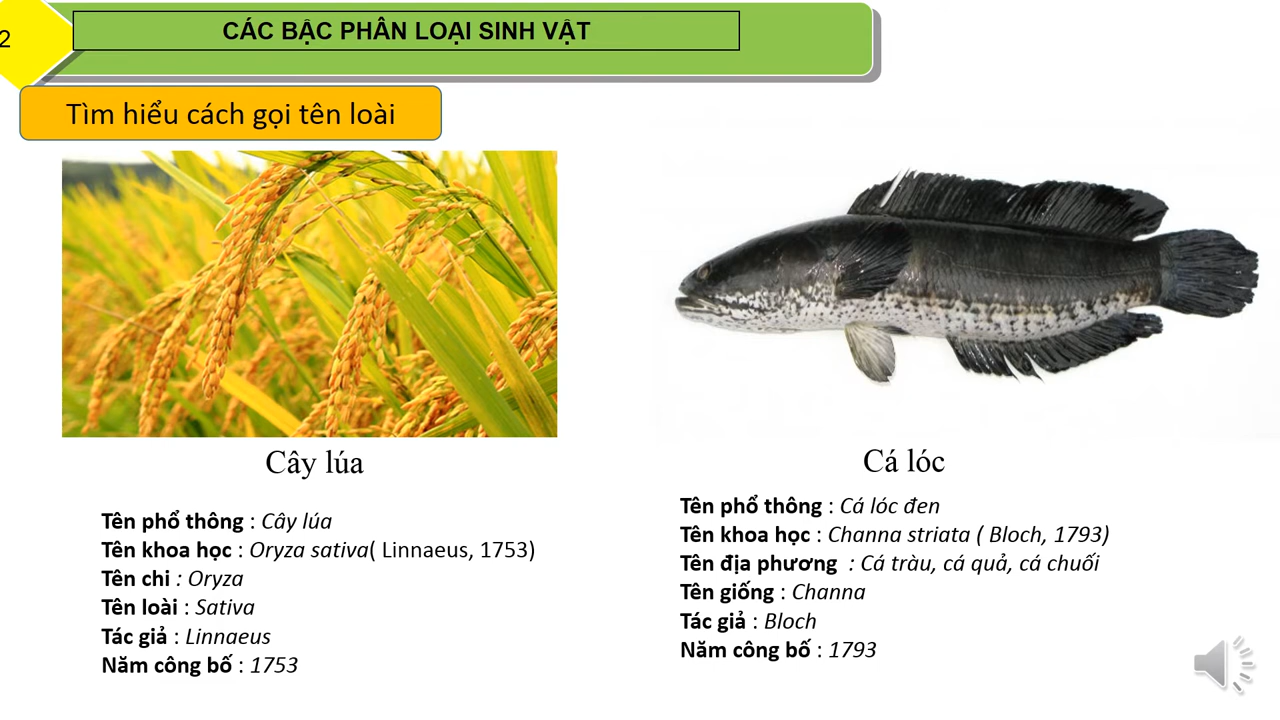 2
CÁC BẬC PHÂN LOẠI SINH VẬT
Tìm hiểu cách gọi tên loài
Cây lúa
Tên phổ thông : Cây lúa
Tên khoa học : Oryza sativa( Linnaeus, 1753)
Tên chi : Oryza
Tên loài : Sativa
Tác giả : Linnaeus
Năm công bố : 1753
Cá lóc
Tên phổ thông : Cá lóc đen
Tên khoa học : Channa striata ( Bloch, 1793)
Tên địa phương  : Cá tràu, cá quả, cá chuối
Tên giống : Channa
Tác giả : Bloch
Năm công bố : 1793